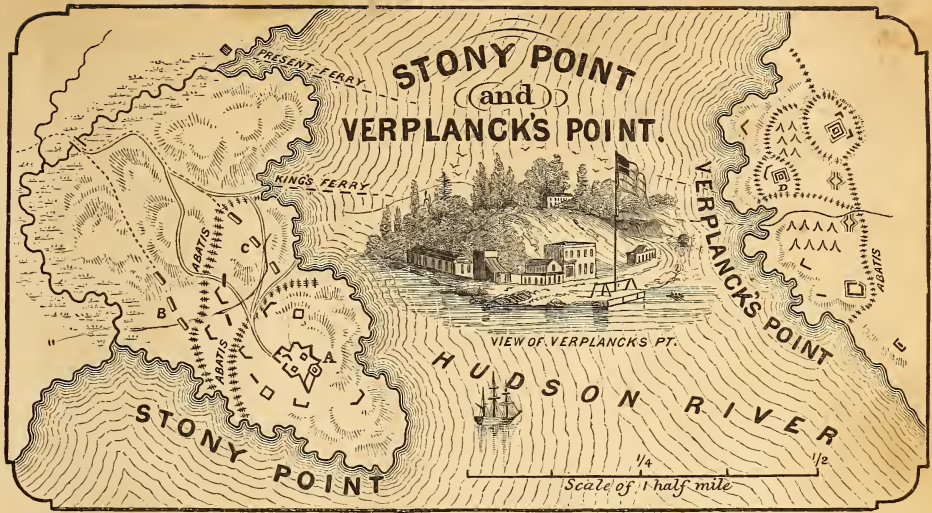 STONY POINT
and
VERPLANCK'S POINT.
PRESENT FERRY
KING'S FERRY
ABATIS
C
B
ABATIS
A
STONY POINT
VIEW OF VERPLANCKS PT.
HUDSON RIVER
VERPLANCK'S POINT
D
ABATIS
1/4
1/2
Scale of 1 half mile